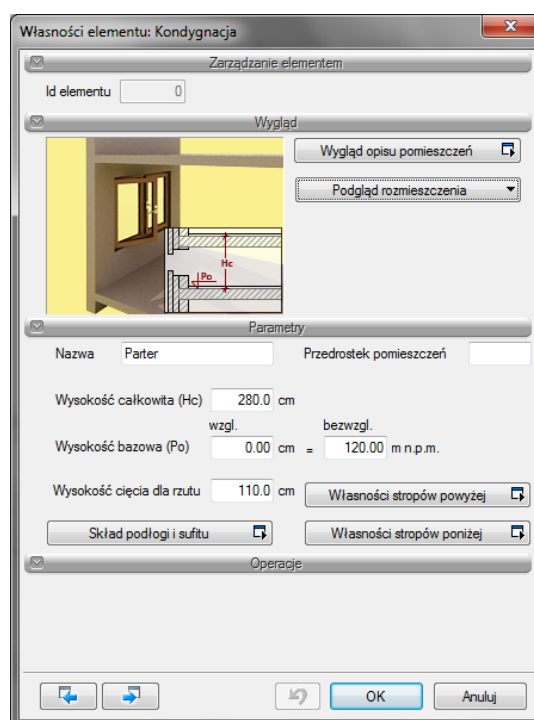 Własności elementu: Kondygnacja
Zarządzanie elementem
Id elementu 0
Wygląd
Wygląd opisu pomieszczeń
Podgląd rozmieszczenia
Hc
Po
Parametry
Nazwa Parter Przedrostek pomieszczeń
Wysokość całkowita (Hc) 280.0 cm
wzgl. bezwzgl.
Wysokość bazowa (Po) 0.00 cm = 120.00 m n.p.m.
Wysokość cięcia dla rzutu 110.0 cm Własności stropów powyżej
Skład podłogi i sufitu Własności stropów poniżej
Operacje
OK Anuluj